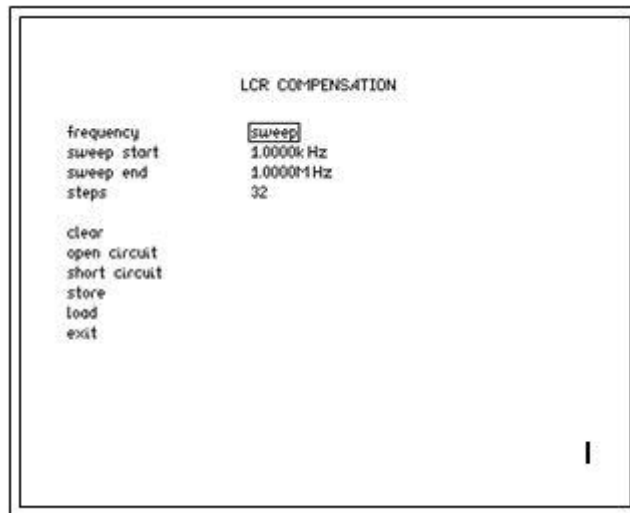 LCR COMPENSATION
frequency sweep
sweep start 1.0000k Hz
sweep end 1.0000M Hz
steps 32
clear
open circuit
short circuit
store
load
exit